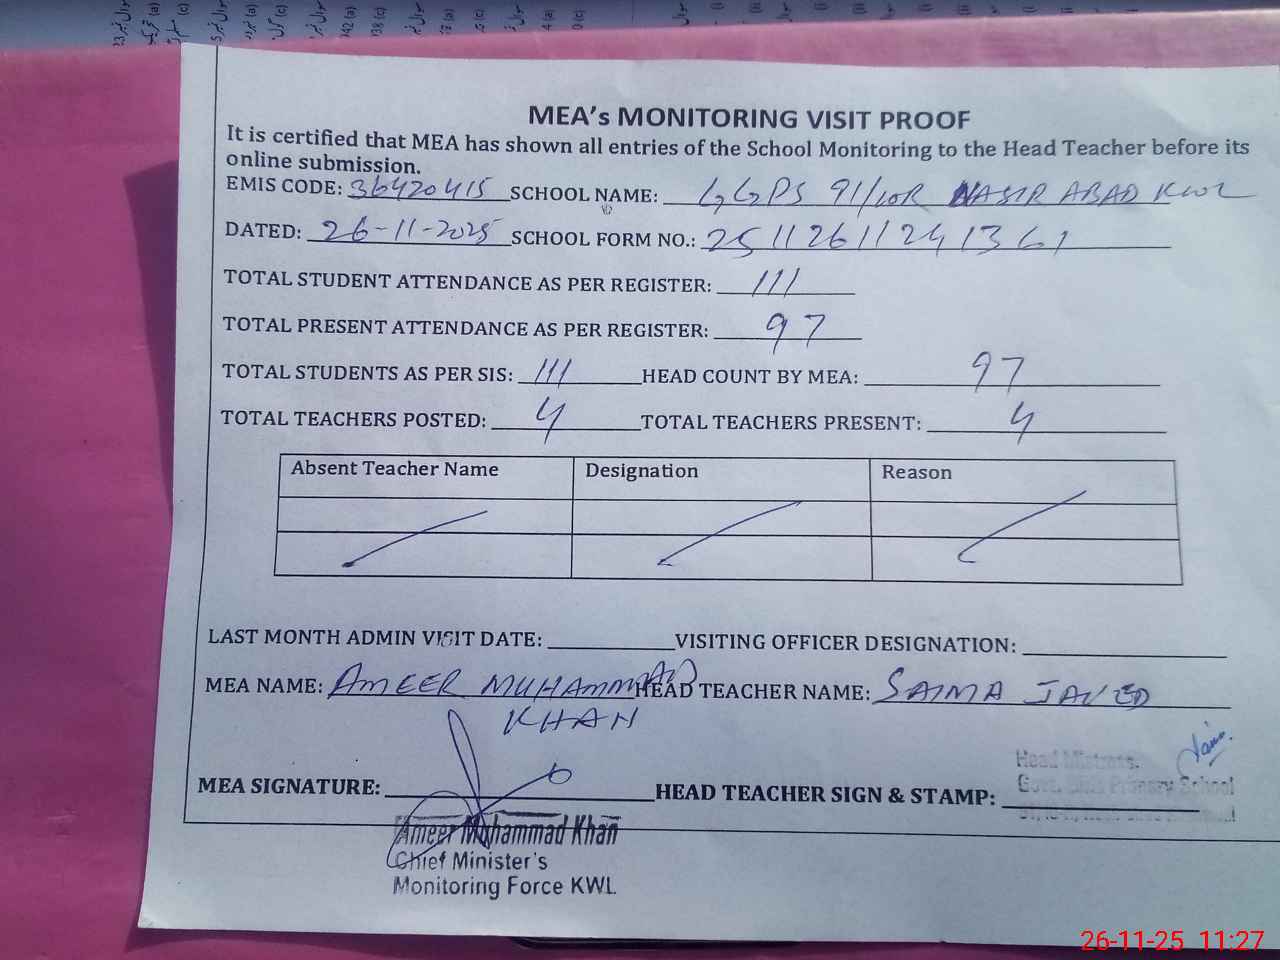 MEA's MONITORING VISIT PROOF
It is certified that MEA has shown all entries of the School Monitoring to the Head Teacher before its
online submission.
EMIS CODE: 36420415 SCHOOL NAME: GGPS 91/10R NASIR ABAD KWL
DATED: 26-11-2025 SCHOOL FORM NO.: 25112611241361
TOTAL STUDENT ATTENDANCE AS PER REGISTER: 111
TOTAL PRESENT ATTENDANCE AS PER REGISTER: 97
TOTAL STUDENTS AS PER SIS: 111 HEAD COUNT BY MEA: 97
TOTAL TEACHERS POSTED: 4 TOTAL TEACHERS PRESENT: 4
Absent Teacher Name Designation Reason
LAST MONTH ADMIN VISIT DATE: VISITING OFFICER DESIGNATION:
MEA NAME: AMEER MUHAMMAD HEAD TEACHER NAME: SAIMA JAVED
KHAN
Head Mistress
Govt. Primary School
MEA SIGNATURE: HEAD TEACHER SIGN & STAMP:
Ameer Muhammad Khan
Chief Minister's
Monitoring Force KWL
26-11-25 11:27